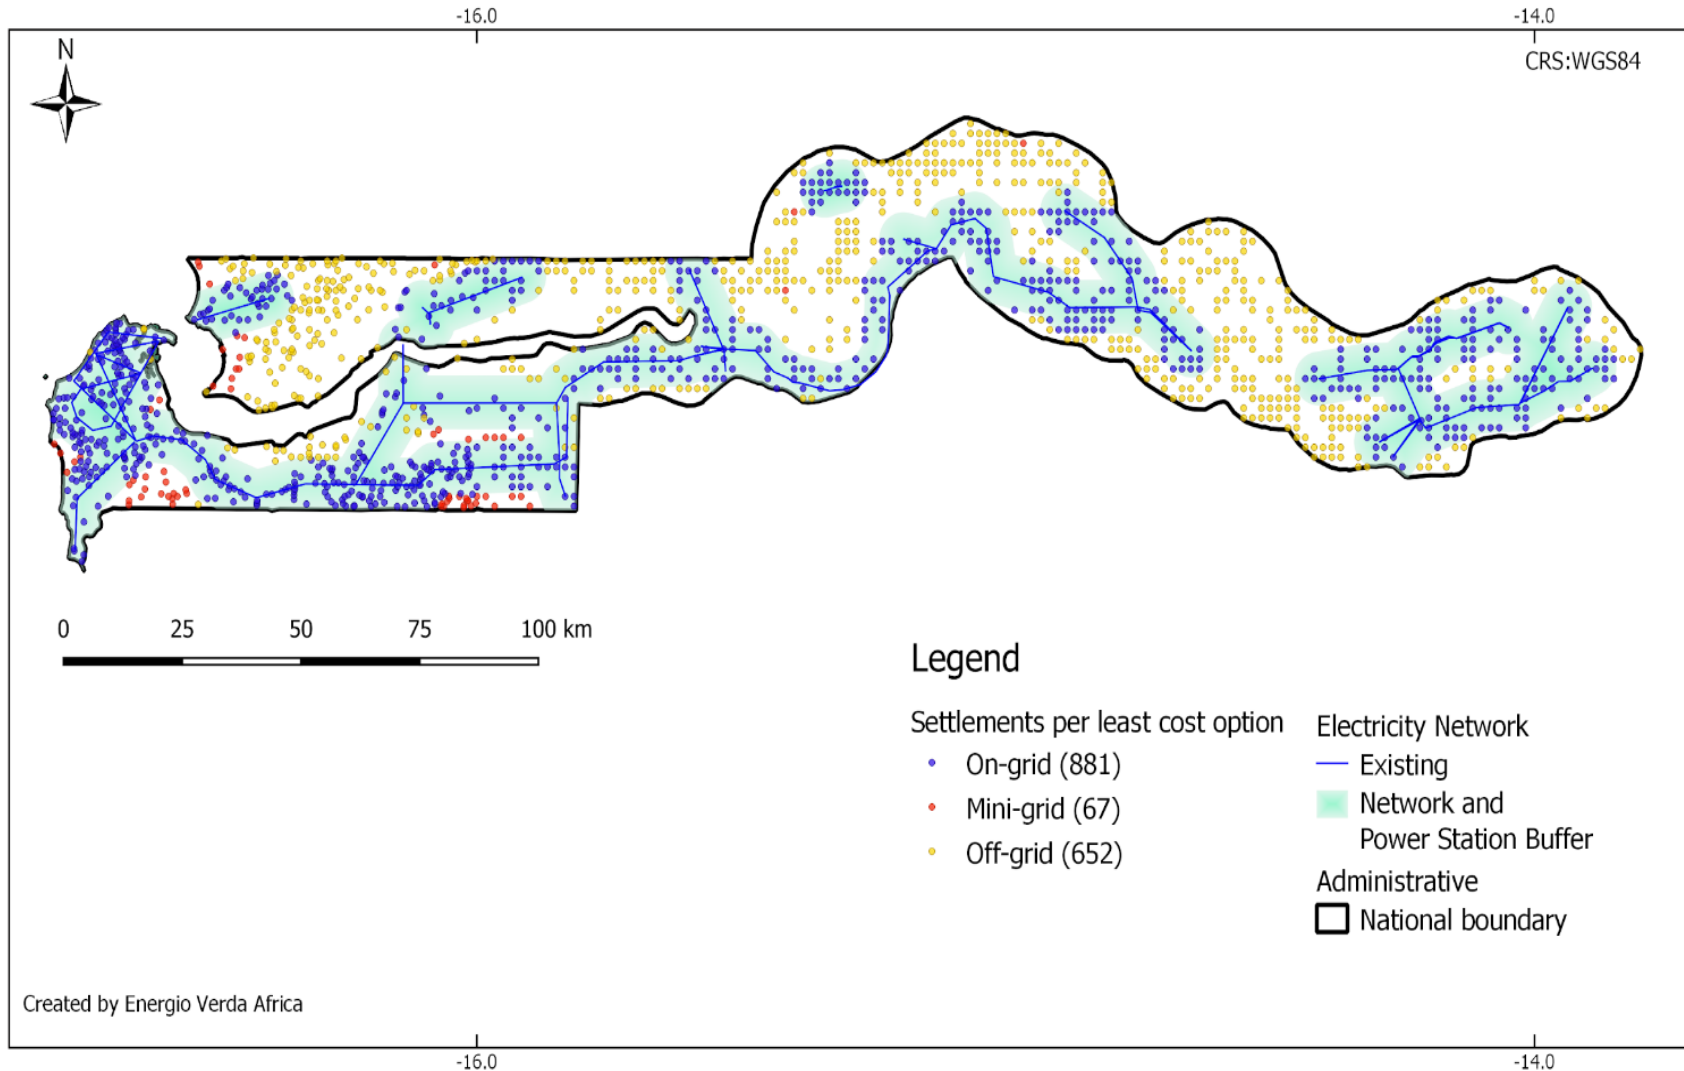 -16.0
-14.0
N
CRS:WGS84
0 25 50 75 100 km
Legend
Settlements per least cost option
On-grid (881)
Mini-grid (67)
Off-grid (652)
Electricity Network
Existing
Network and
Power Station Buffer
Administrative
National boundary
Created by Energio Verda Africa
-16.0
-14.0